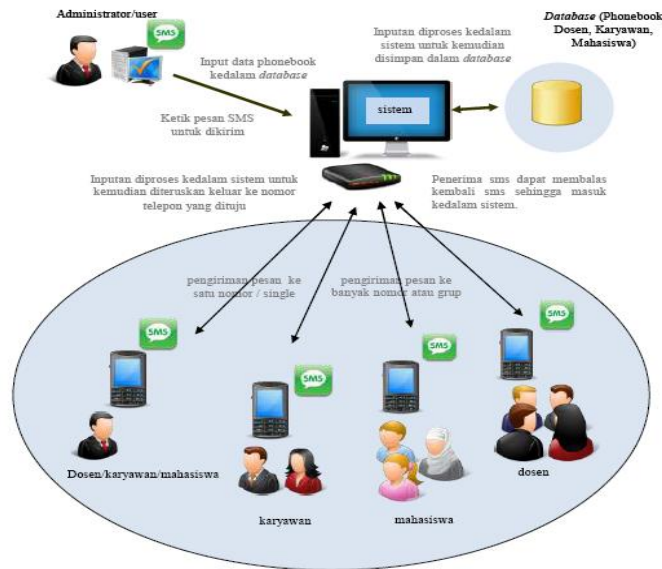 Administrator/user
SMS
Input data phonebook
kedalam database
Ketik pesan SMS
untuk dikirim
Inputan diproses kedalam
sistem untuk kemudian
disimpan dalam database
Database (Phonebook
Dosen, Karyawan,
Mahasiswa)
sistem
Inputan diproses kedalam sistem untuk
kemudian diteruskan keluar ke nomor
telepon yang dituju
Penerima sms dapat membalas
kembali sms sehingga masuk
kedalam sistem.
pengiriman pesan ke
satu nomor / single
pengiriman pesan ke
banyak nomor atau grup
SMS
SMS
SMS
SMS
Dosen/karyawan/mahasiswa
karyawan
mahasiswa
dosen